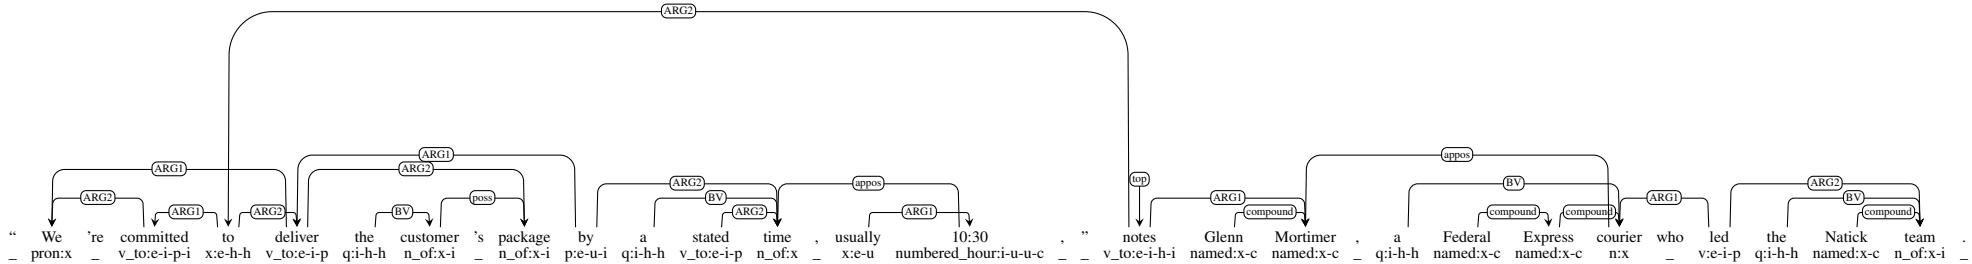 ARG2
ARG1 appos
ARG1 ARG2 top
ARG2 appos BV ARG2
ARG2 poss BV ARG1 ARG1 BV
ARG1 ARG2 BV ARG2 ARG1 compound compound compound compound
“ We ’re committed to deliver the customer ’s package by a stated time , usually 10:30 , ” notes Glenn Mortimer , a Federal Express courier who led the Natick team .
_ pron:x _ v_to:e-i-p-i x:e-h-h v_to:e-i-p q:i-h-h n_of:x-i _ n_of:x-i p:e-u-i q:i-h-h v_to:e-i-p n_of:x _ x:e-u numbered_hour:i-u-u-c _ _ v_to:e-i-h-i named:x-c named:x-c _ q:i-h-h named:x-c named:x-c n:x _ v:e-i-p q:i-h-h named:x-c n_of:x-i _